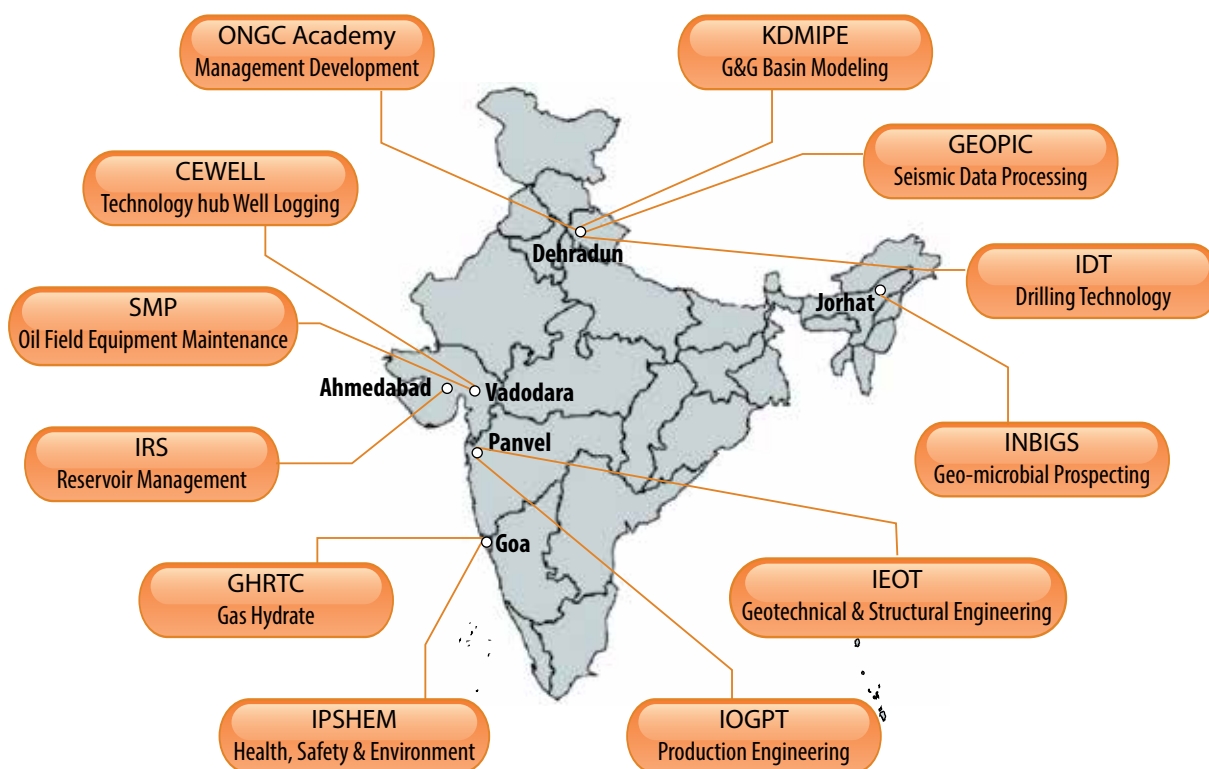 ONGC Academy
Management Development
KDMIPE
G&G Basin Modeling
CEWELL
Technology hub Well Logging
GEOPIC
Seismic Data Processing
Dehradun
IDT
Drilling Technology
Jorhat
SMP
Oil Field Equipment Maintenance
Ahmedabad
Vadodara
Panvel
IRS
Reservoir Management
INBIGS
Geo-microbial Prospecting
Goa
GHRTC
Gas Hydrate
IEOT
Geotechnical & Structural Engineering
IPSHEM
Health, Safety & Environment
IOGPT
Production Engineering